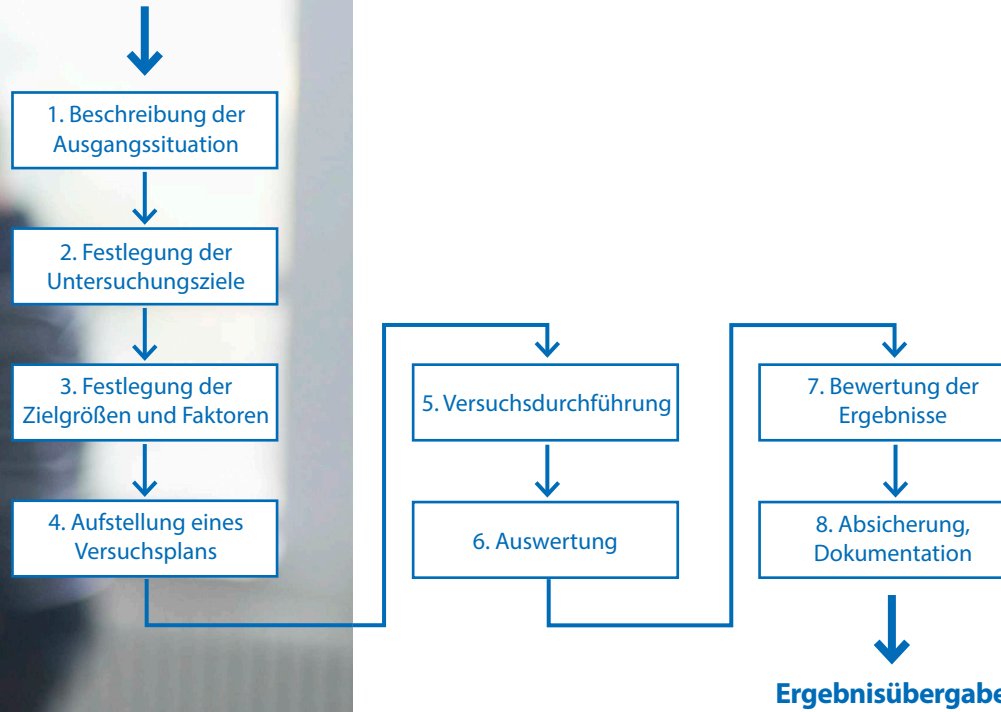 1. Beschreibung der
Ausgangssituation
2. Festlegung der
Untersuchungsziele
3. Festlegung der
Zielgrößen und Faktoren
4. Aufstellung eines
Versuchsplans
5. Versuchsdurchführung
6. Auswertung
7. Bewertung der
Ergebnisse
8. Absicherung,
Dokumentation
Ergebnisübergabe